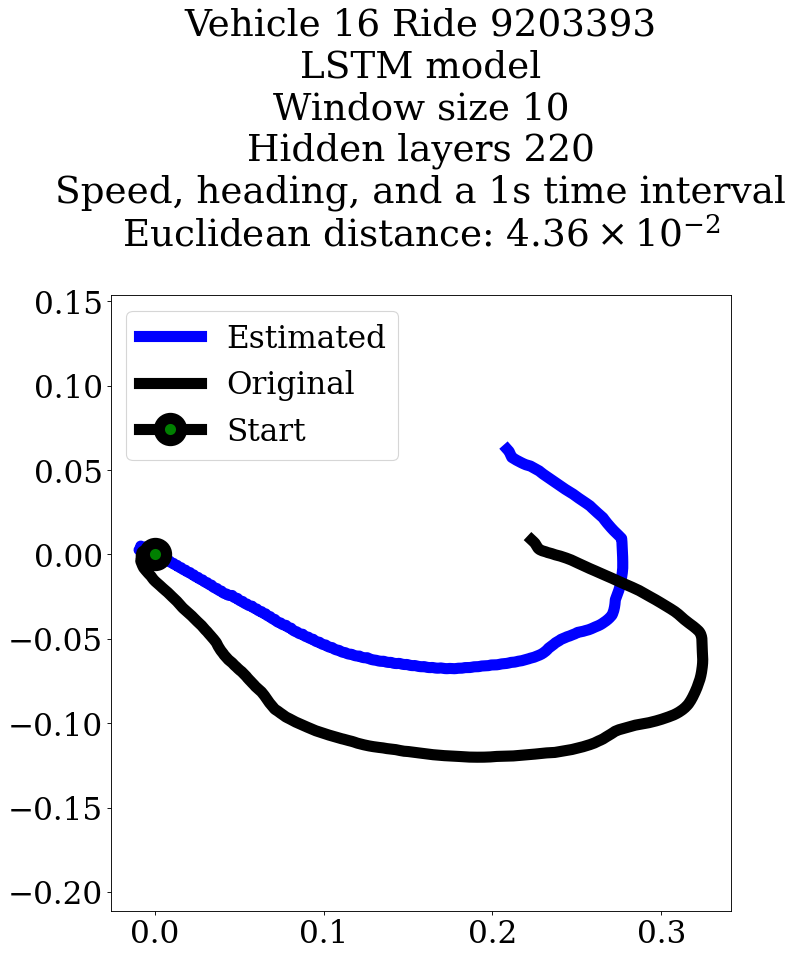 Vehicle 16 Ride 9203393
LSTM model
Window size 10
Hidden layers 220
Speed, heading, and a 1s time interval
Euclidean distance: 4.36 × 10⁻²
Estimated
Original
Start
0.15
0.10
0.05
0.00
−0.05
−0.10
−0.15
−0.20
0.0 0.1 0.2 0.3